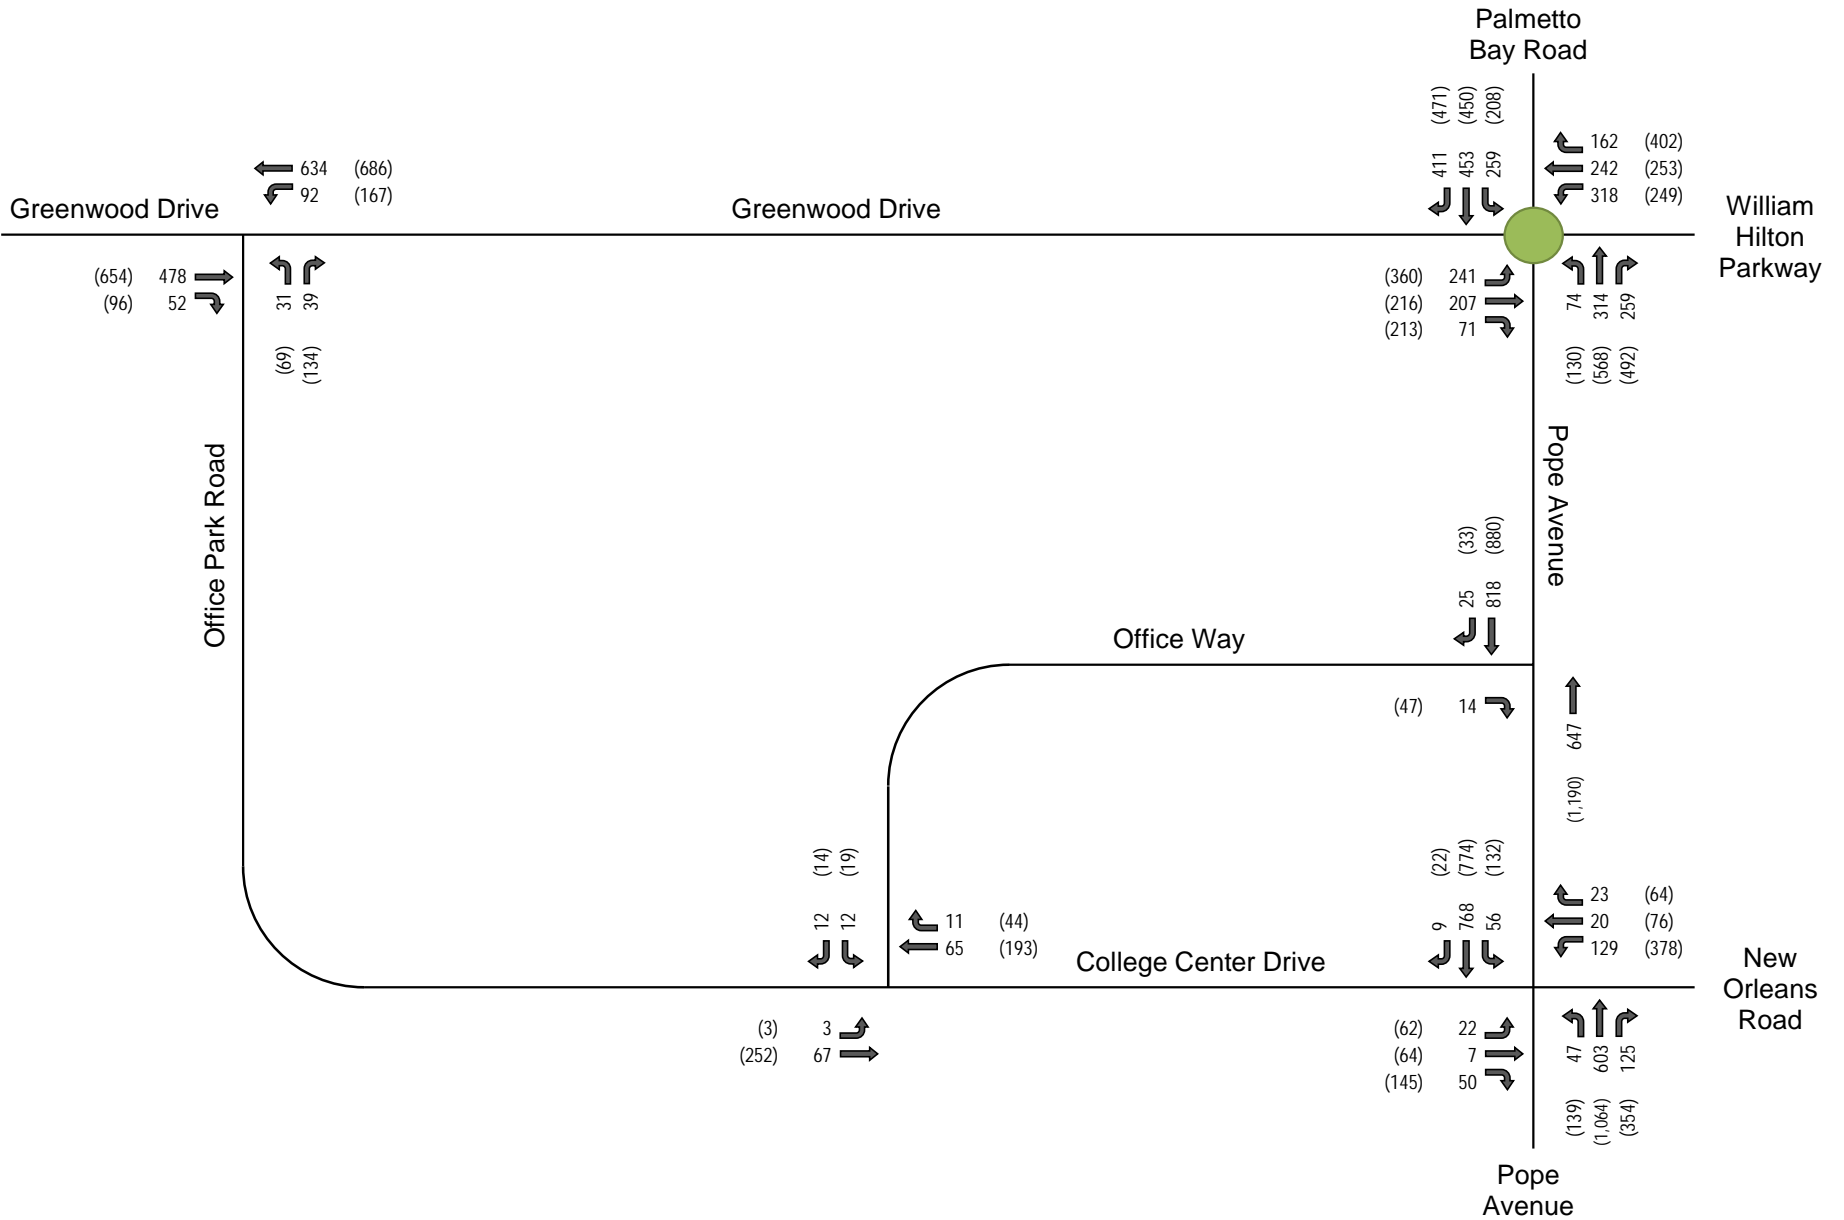 Palmetto
Bay Road
(471) (450) (208)
411 453 259
162 (402)
242 (253)
318 (249)
634 (686)
92 (167)
Greenwood Drive
Greenwood Drive
William
Hilton
Parkway
(654) 478
(96) 52
31 39
(69) (134)
(360) 241
(216) 207
(213) 71
74 314 259
(130) (568) (492)
Office Park Road
Pope Avenue
(33) (880)
25 818
Office Way
(47) 14
647
(1,190)
(14) (19)
12 12
11 (44)
65 (193)
College Center Drive
(22) (774) (132)
9 768 56
23 (64)
20 (76)
129 (378)
New
Orleans
Road
(3) 3
(252) 67
(62) 22
(64) 7
(145) 50
47 603 125
(139) (1,064) (354)
Pope
Avenue